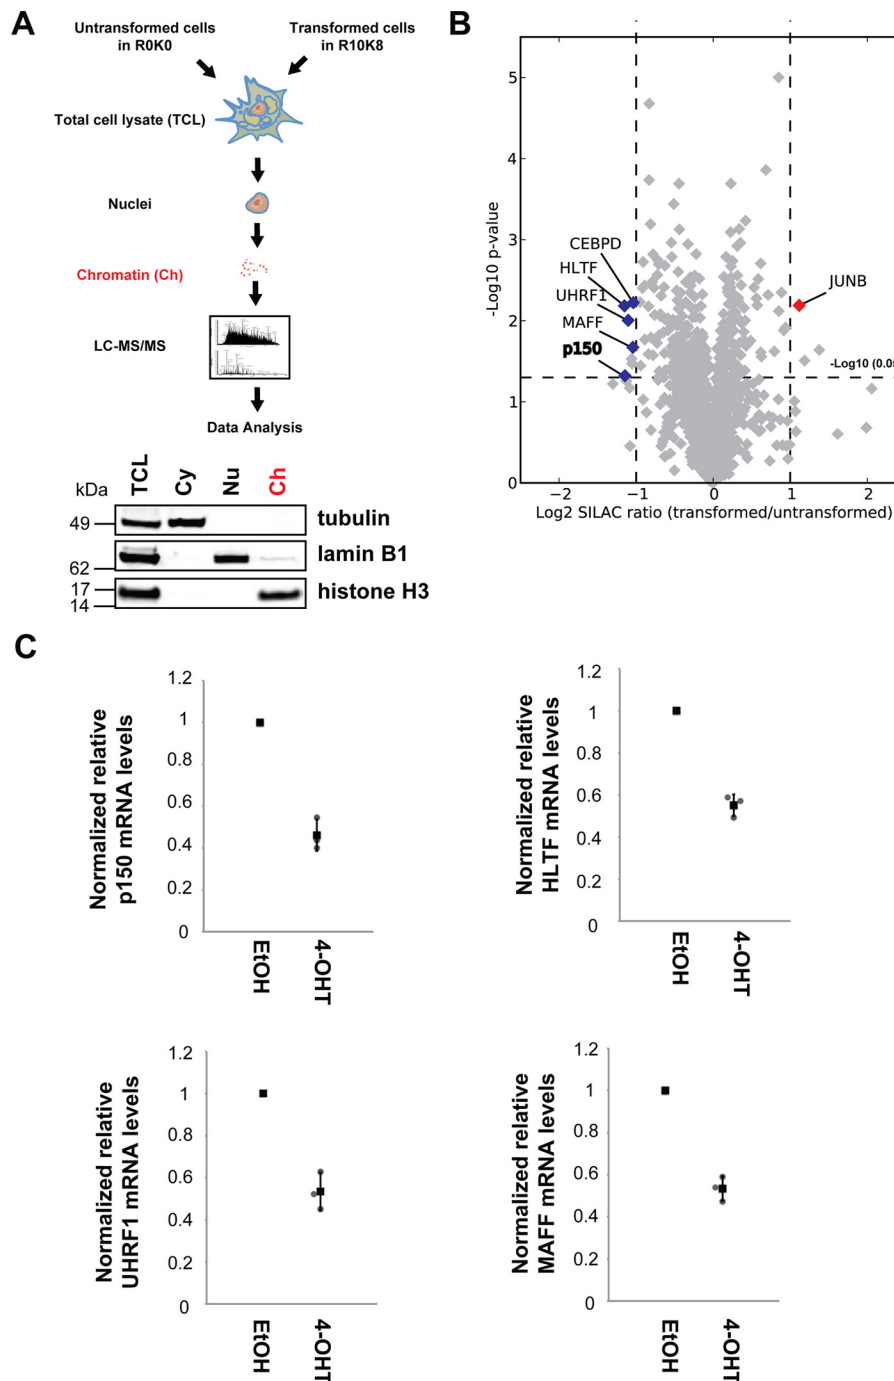 A
Untransformed cells
in R0K0
Transformed cells
in R10K8
Total cell lysate (TCL)
Nuclei
Chromatin (Ch)
LC-MS/MS
Data Analysis
TCL
Cy
Nu
Ch
kDa
49
tubulin
62
lamin B1
17
14
histone H3
B
5
4
3
2
1
0
-Log10 p-value
CEBPD
HLTF
UHRF1
MAFF
p150
JUNB
-Log10 (0.05
−2
−1
0
1
2
Log2 SILAC ratio (transformed/untransformed)
C
Normalized relative
p150 mRNA levels
1.2
1
0.8
0.6
0.4
0.2
0
EtOH
4-OHT
Normalized relative
HLTF mRNA levels
1.2
1
0.8
0.6
0.4
0.2
0
EtOH
4-OHT
Normalized relative
UHRF1 mRNA levels
1.2
1
0.8
0.6
0.4
0.2
0
EtOH
4-OHT
Normalized relative
MAFF mRNA levels
1.2
1
0.8
0.6
0.4
0.2
0
EtOH
4-OHT